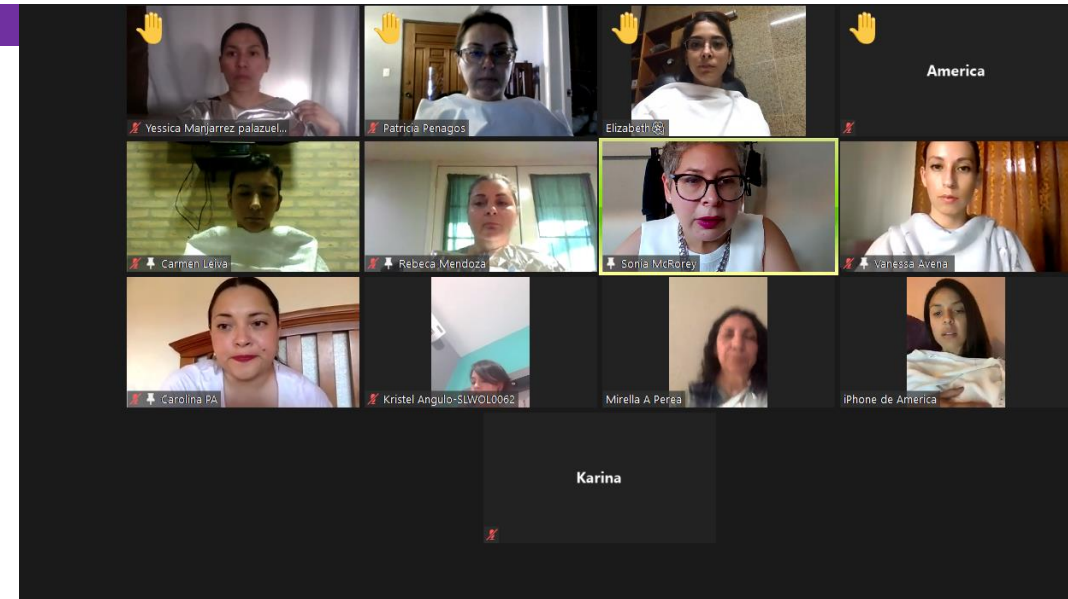 Yessica Manjarrez palazuel...
Patricia Penagos
Elizabeth
America
Carmen Leiva
Rebeca Mendoza
Sonia McRorey
Vanessa Avena
Carolina PA
Kristel Angulo-SLWOL0062
Mirella A Perea
iPhone de America
Karina